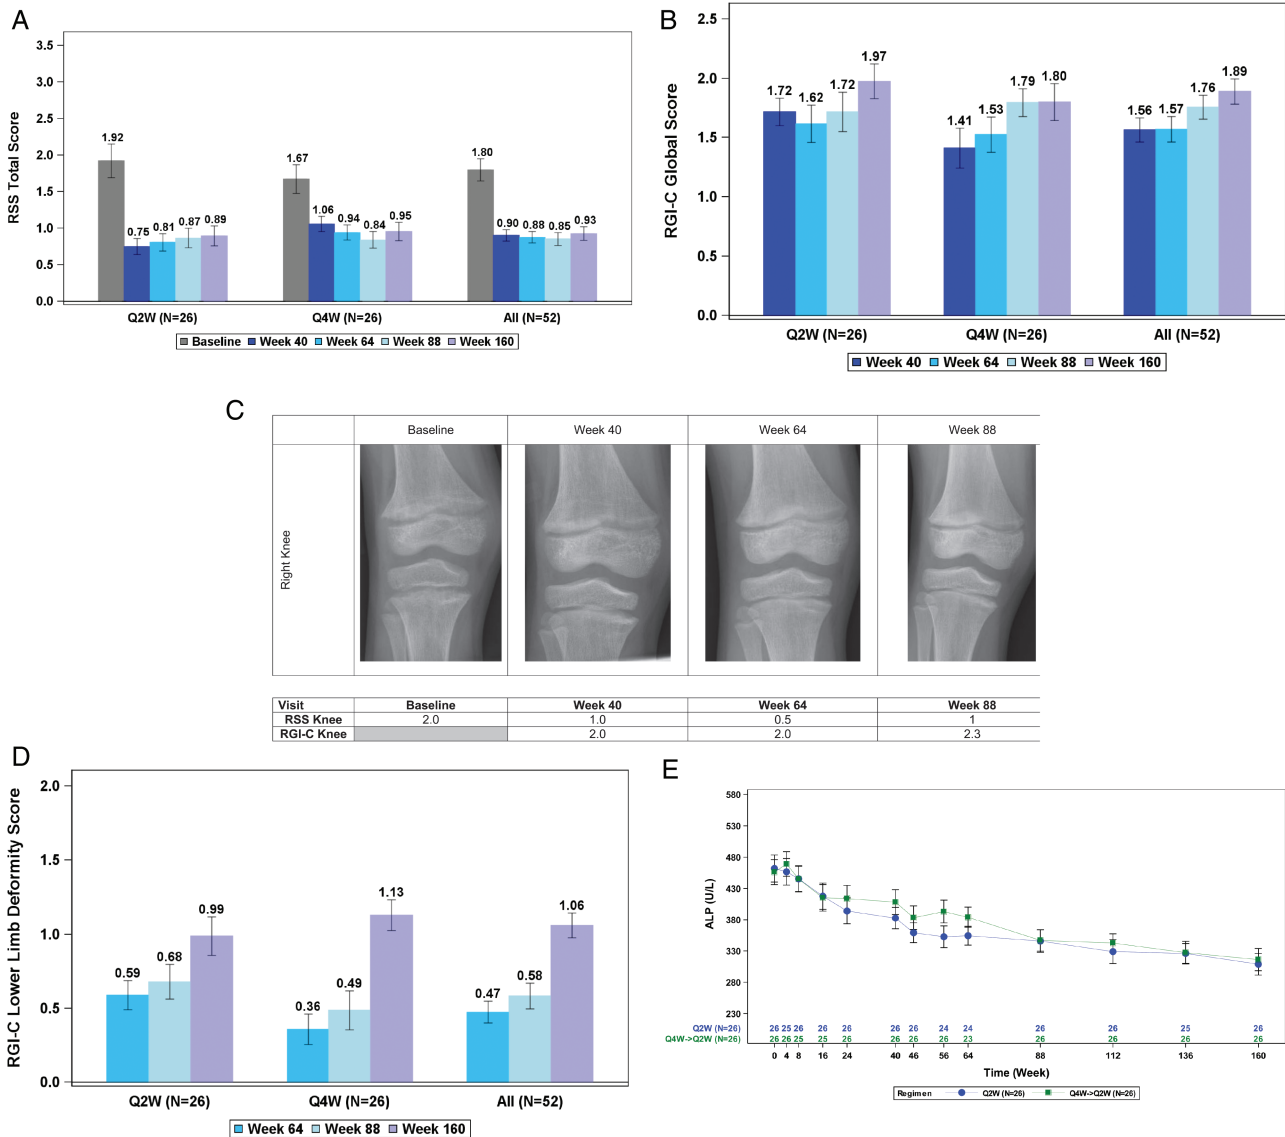 A
RSS Total Score
3.5
3.0
2.5
2.0
1.5
1.0
0.5
0.0
1.92
0.75
0.81
0.87
0.89
1.67
1.06
0.94
0.84
0.95
1.80
0.90
0.88
0.85
0.93
Q2W (N=26)
Q4W (N=26)
All (N=52)
Baseline Week 40 Week 64 Week 88 Week 160
B
RGI-C Global Score
2.5
2.0
1.5
1.0
0.5
0.0
1.72
1.62
1.72
1.97
1.41
1.53
1.79
1.80
1.56
1.57
1.76
1.89
Q2W (N=26)
Q4W (N=26)
All (N=52)
Week 40 Week 64 Week 88 Week 160
C
Baseline Week 40 Week 64 Week 88
Right Knee
Visit Baseline Week 40 Week 64 Week 88
RSS Knee 2.0 1.0 0.5 1
RGI-C Knee 2.0 2.0 2.3
D
RGI-C Lower Limb Deformity Score
2.0
1.5
1.0
0.5
0.0
0.59
0.68
0.99
0.36
0.49
1.13
0.47
0.58
1.06
Q2W (N=26)
Q4W (N=26)
All (N=52)
Week 64 Week 88 Week 160
E
ALP (U/L)
580
530
480
430
380
330
280
230
Q2W (N=26) 26 25 26 26 26 26 26 24 24 26 26 25 26
Q4W->Q2W (N=26) 26 26 25 25 26 26 26 26 23 26 26 26 26
0 4 8 16 24 40 46 56 64 88 112 136 160
Time (Week)
Regimen Q2W (N=26) Q4W->Q2W (N=26)